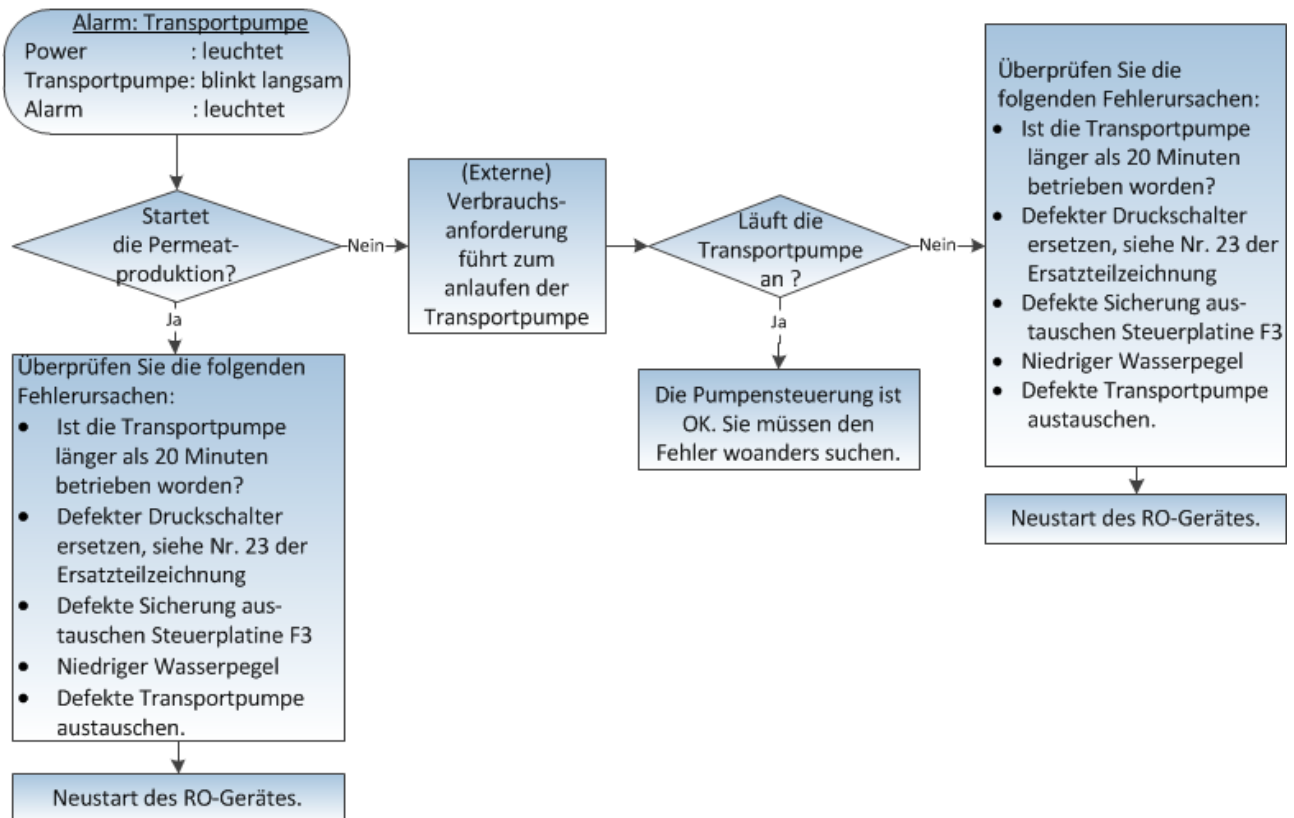 Alarm: Transportpumpe
Power : leuchtet
Transportpumpe: blinkt langsam
Alarm : leuchtet
Startet
die Permeat-
produktion?
Nein
(Externe)
Verbrauchs-
anforderung
führt zum
anlaufen der
Transportpumpe
Läuft die
Transportpumpe
an ?
Nein
Überprüfen Sie die
folgenden Fehlerursachen:
• Ist die Transportpumpe
länger als 20 Minuten
betrieben worden?
• Defekter Druckschalter
ersetzen, siehe Nr. 23 der
Ersatzteilzeichnung
• Defekte Sicherung aus-
tauschen Steuerplatine F3
• Niedriger Wasserpegel
• Defekte Transportpumpe
austauschen.
Neustart des RO-Gerätes.
Ja
Die Pumpensteuerung ist
OK. Sie müssen den
Fehler woanders suchen.
Ja
Überprüfen Sie die folgenden
Fehlerursachen:
• Ist die Transportpumpe
länger als 20 Minuten
betrieben worden?
• Defekter Druckschalter
ersetzen, siehe Nr. 23 der
Ersatzteilzeichnung
• Defekte Sicherung aus-
tauschen Steuerplatine F3
• Niedriger Wasserpegel
• Defekte Transportpumpe
austauschen.
Neustart des RO-Gerätes.